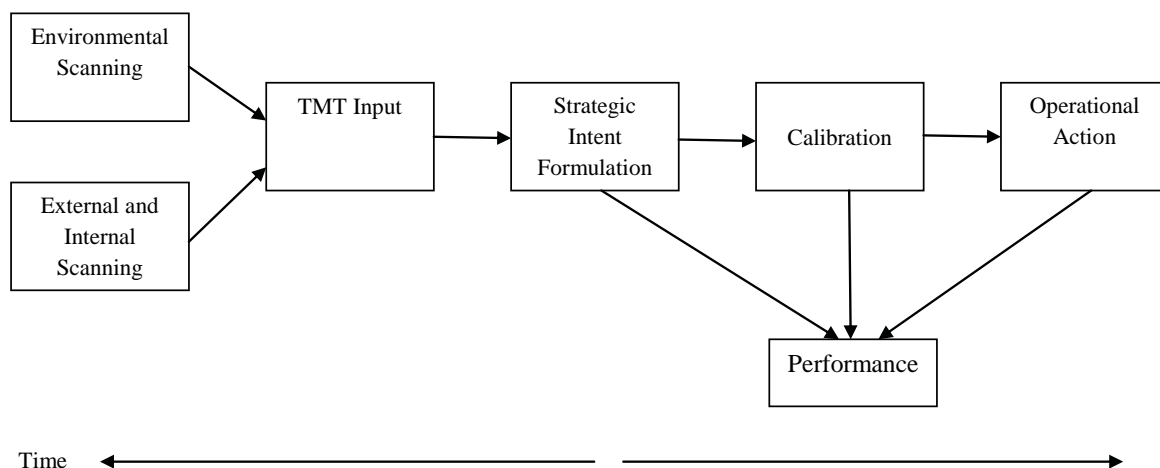 Environmental
Scanning
External and
Internal
Scanning
TMT Input
Strategic
Intent
Formulation
Calibration
Operational
Action
Performance
Time